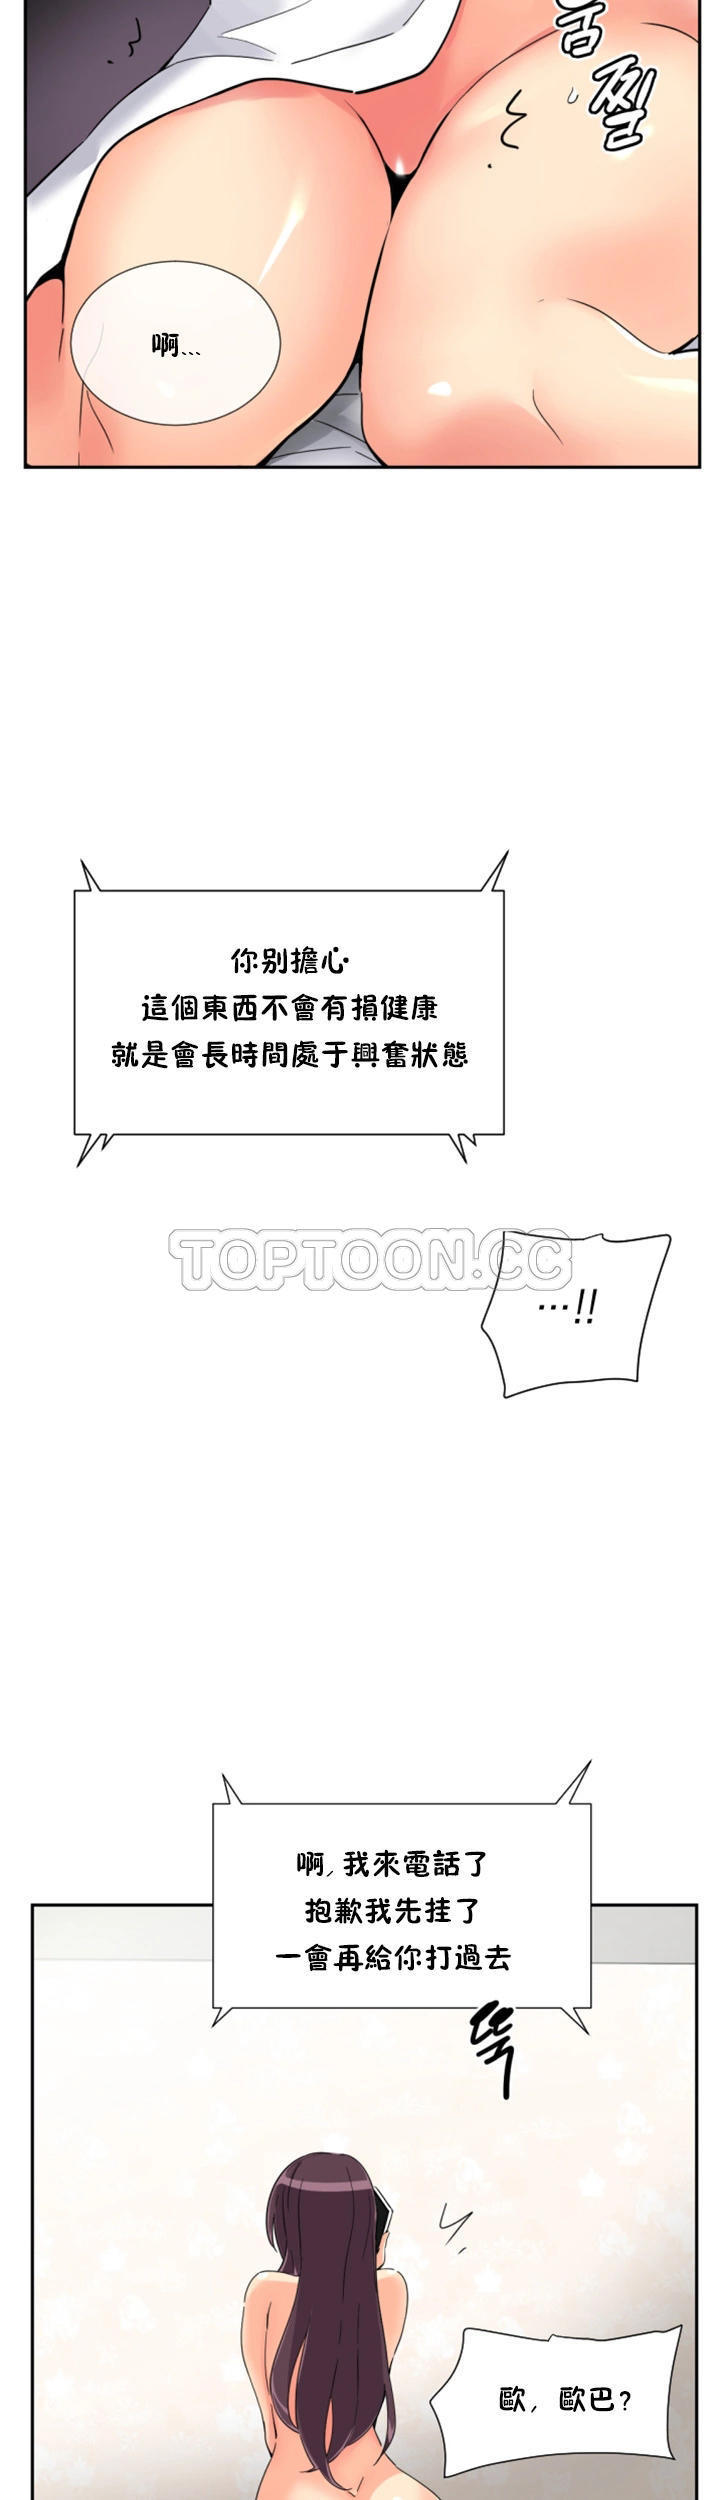 찔
啊...
你别擔心
這個東西不會有損健康
就是會長時間處于興奮狀態
TOPTOON.CC
...!!
啊, 我來電話了
抱歉我先挂了
一會再給你打過去
뚝
歐, 歐巴?